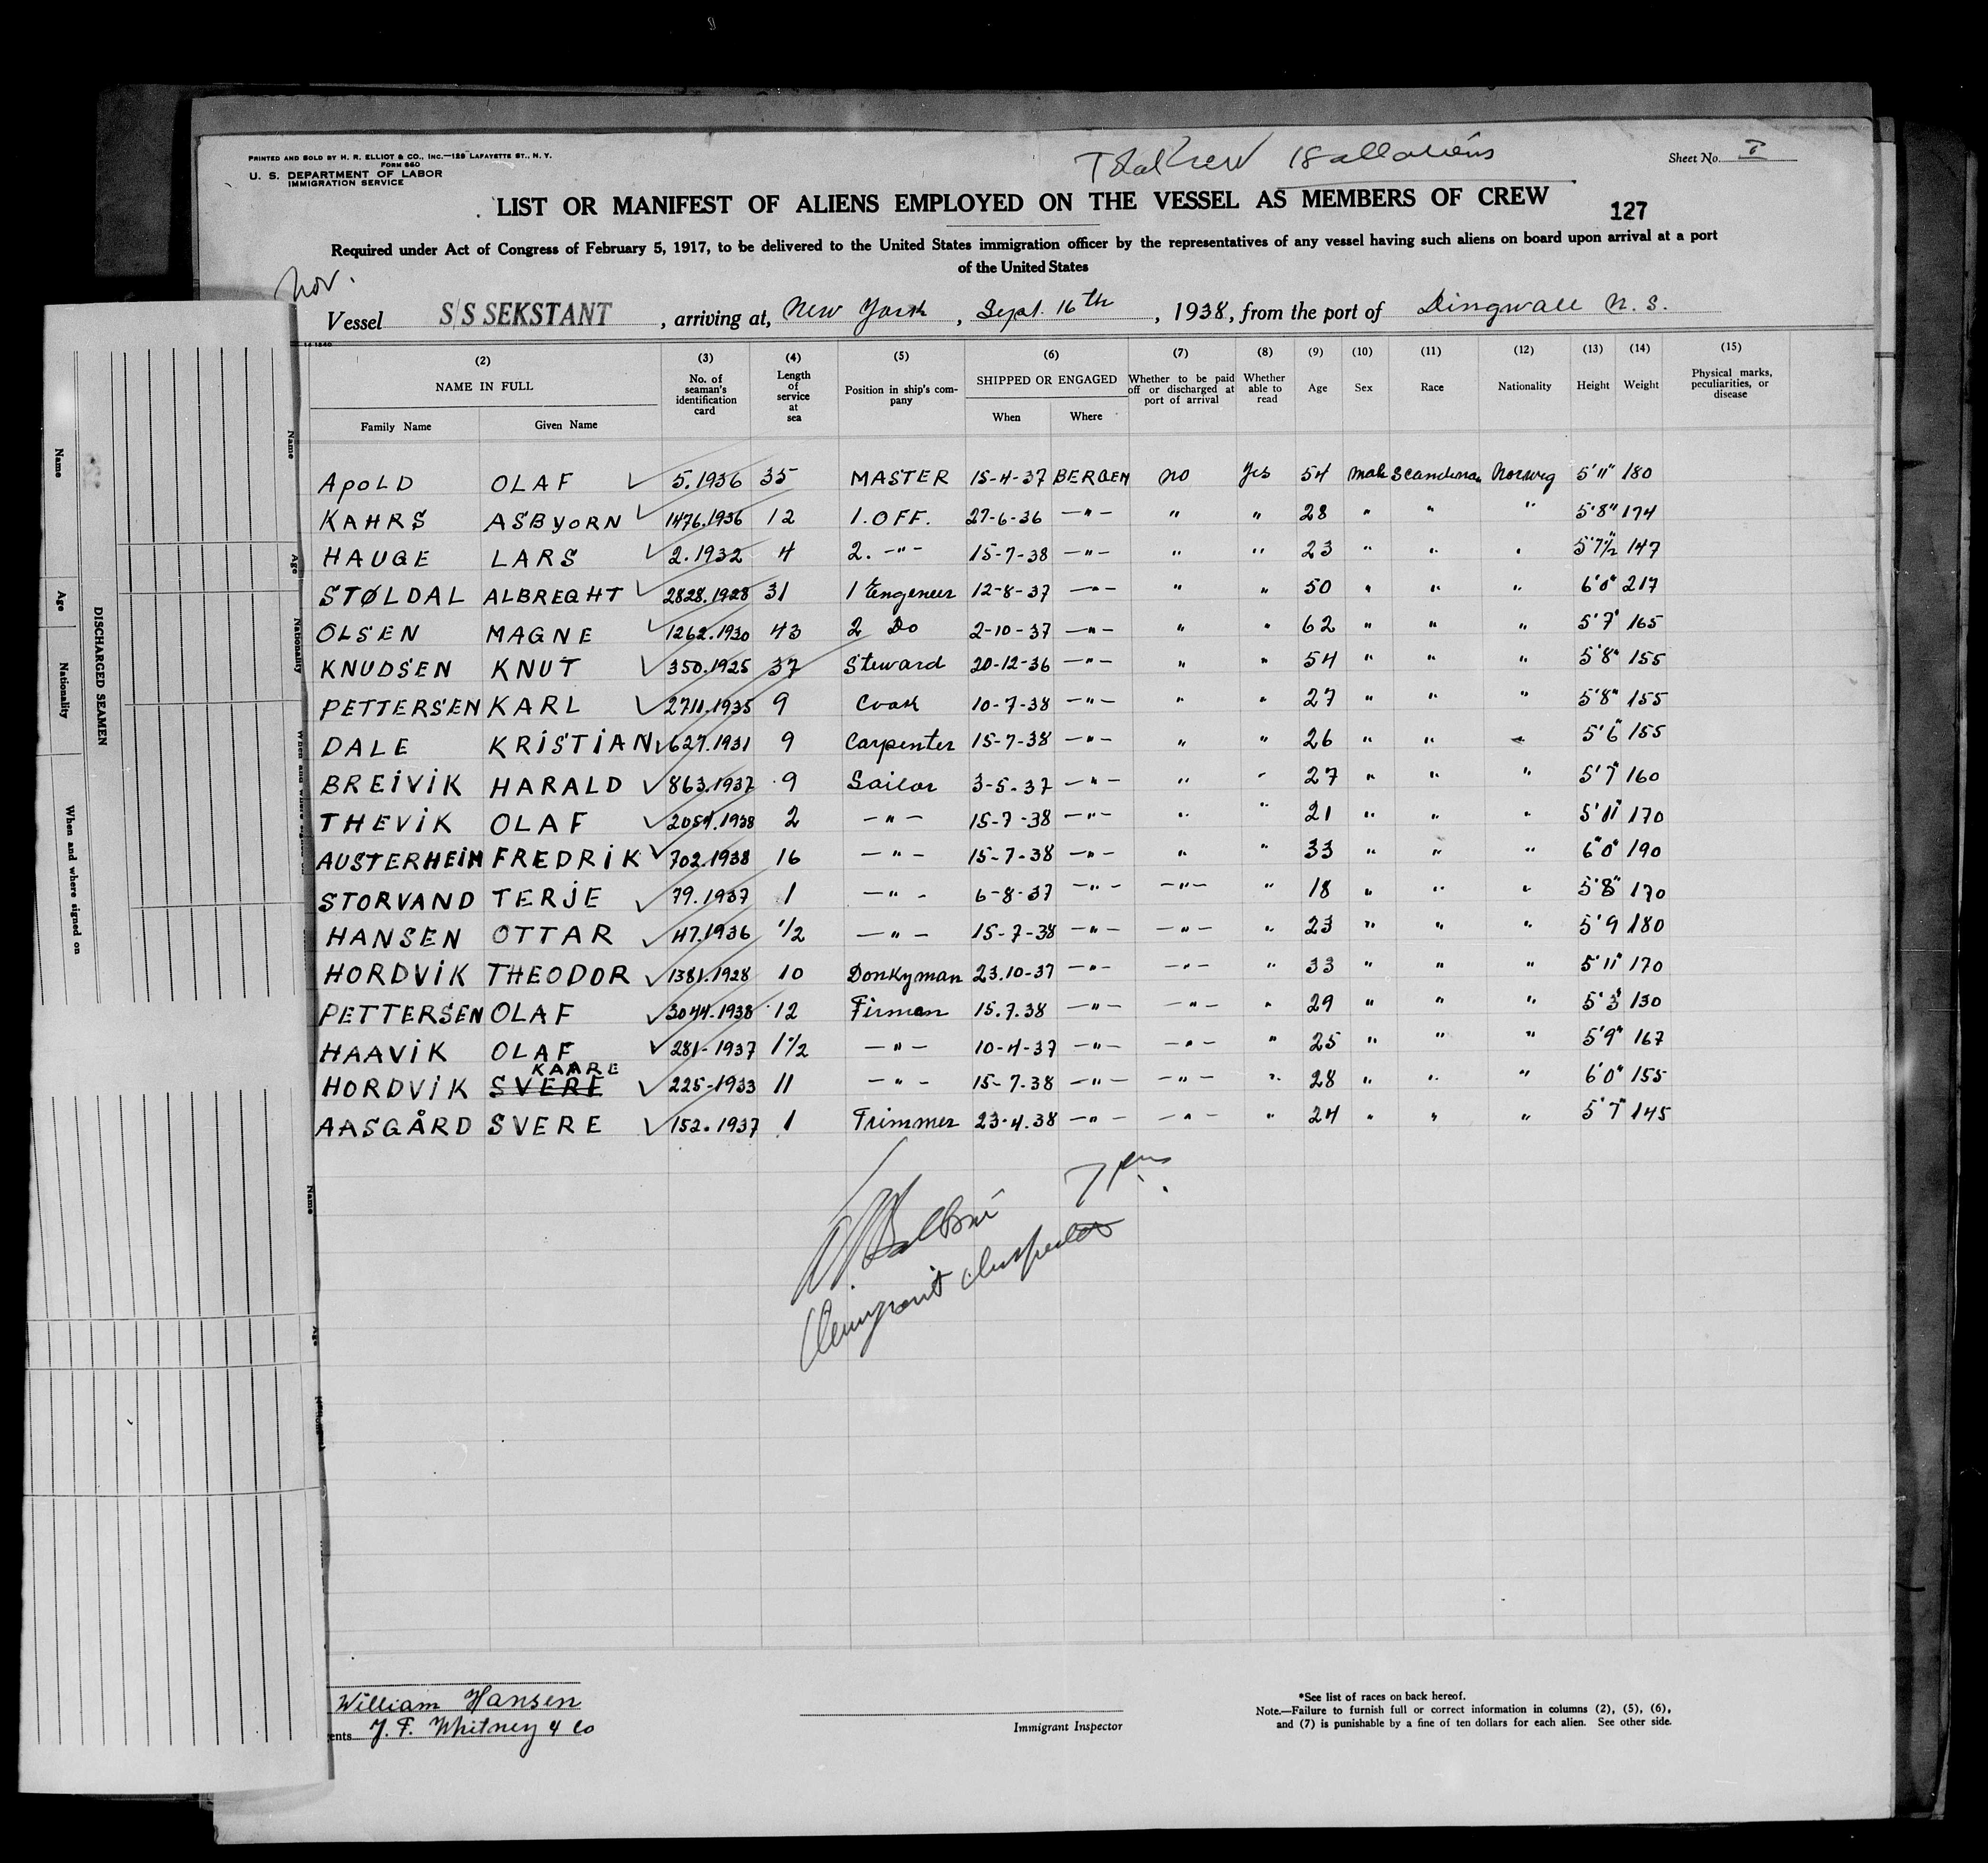 PRINTED AND SOLD BY H. R. ELLIOT & CO., INC.—129 LAFAYETTE ST., N. Y.
FORM 660
U. S. DEPARTMENT OF LABOR
IMMIGRATION SERVICE
Total Crew 18 all aliens
Sheet No. I
LIST OR MANIFEST OF ALIENS EMPLOYED ON THE VESSEL AS MEMBERS OF CREW
127
Required under Act of Congress of February 5, 1917, to be delivered to the United States immigration officer by the representatives of any vessel having such aliens on board upon arrival at a port
of the United States
Nor.
Vessel S/S SEKSTANT, arriving at, New York, Sept. 16th, 1938, from the port of Dingwall N. S.
(2) (3) (4) (5) (6) (7) (8) (9) (10) (11) (12) (13) (14) (15)
NAME IN FULL
Family Name Given Name
No. of seaman's identification card
Length of service at sea
Position in ship's company
SHIPPED OR ENGAGED
When Where
Whether to be paid off or discharged at port of arrival
Whether able to read
Age Sex Race Nationality Height Weight
Physical marks, peculiarities, or disease
APOLD OLAF ✓ 5.1936 35 MASTER 15-4-37 BERGEN no Yes 54 Male Scandinav Norweg 5'11" 180
KAHRS ASBYORN ✓ 1476.1936 12 1. OFF. 27-6-36 —"— " " 28 " " " 5'8" 174
HAUGE LARS ✓ 2.1932 4 2. —"— 15-7-38 —"— " " 23 " " " 5'7½" 147
STØLDAL ALBREGHT ✓ 2828.1928 31 1 Engeneer 12-8-37 —"— " " 50 " " " 6'0" 217
OLSEN MAGNE ✓ 1262.1930 43 2 Do 2-10-37 —"— " " 62 " " " 5'7" 165
KNUDSEN KNUT ✓ 350.1925 37 Steward 20-12-36 —"— " " 54 " " " 5'8" 155
PETTERSEN KARL ✓ 2711.1935 9 Cook 10-7-38 —"— " " 27 " " " 5'8" 155
DALE KRISTIAN ✓ 627.1931 9 Carpenter 15-7-38 —"— " " 26 " " " 5'6" 155
BREIVIK HARALD ✓ 863.1937 9 Sailor 3-5-37 —"— " " 27 " " " 5'7" 160
THEVIK OLAF ✓ 2054.1938 2 —"— 15-7-38 —"— " " 21 " " " 5'11" 170
AUSTERHEIM FREDRIK ✓ 702.1938 16 —"— 15-7-38 —"— " " 33 " " " 6'0" 190
STORVAND TERJE ✓ 79.1937 1 —"— 6-8-37 —"— —"— " 18 " " " 5'8" 170
HANSEN OTTAR ✓ 47.1936 1/2 —"— 15-7-38 —"— —"— " 23 " " " 5'9 180
HORDVIK THEODOR ✓ 1381.1928 10 Donkyman 23.10-37 —"— —"— " 33 " " " 5'11" 170
PETTERSEN OLAF ✓ 3044.1938 12 Firman 15.7.38 —"— —"— " 29 " " " 5'3" 130
HAAVIK OLAF ✓ 281-1937 1½ —"— 10-4-37 —"— —"— " 25 " " " 5'9" 167
KAARE
HORDVIK SVERE ✓ 225-1933 11 —"— 15-7-38 —"— —"— " 28 " " " 6'0" 155
AASGÅRD SVERE ✓ 152.1937 1 Trimmer 23-4.38 —"— —"— " 24 " " " 5'7" 145
7 pm
Immigrant Inspector
William Hansen
ents J. F. Whitney & Co
Immigrant Inspector
*See list of races on back hereof.
Note.—Failure to furnish full or correct information in columns (2), (5), (6),
and (7) is punishable by a fine of ten dollars for each alien. See other side.
DISCHARGED SEAMEN
Name
Age
Nationality
When and where signed on
Name
Age
Nationality
Name
Age